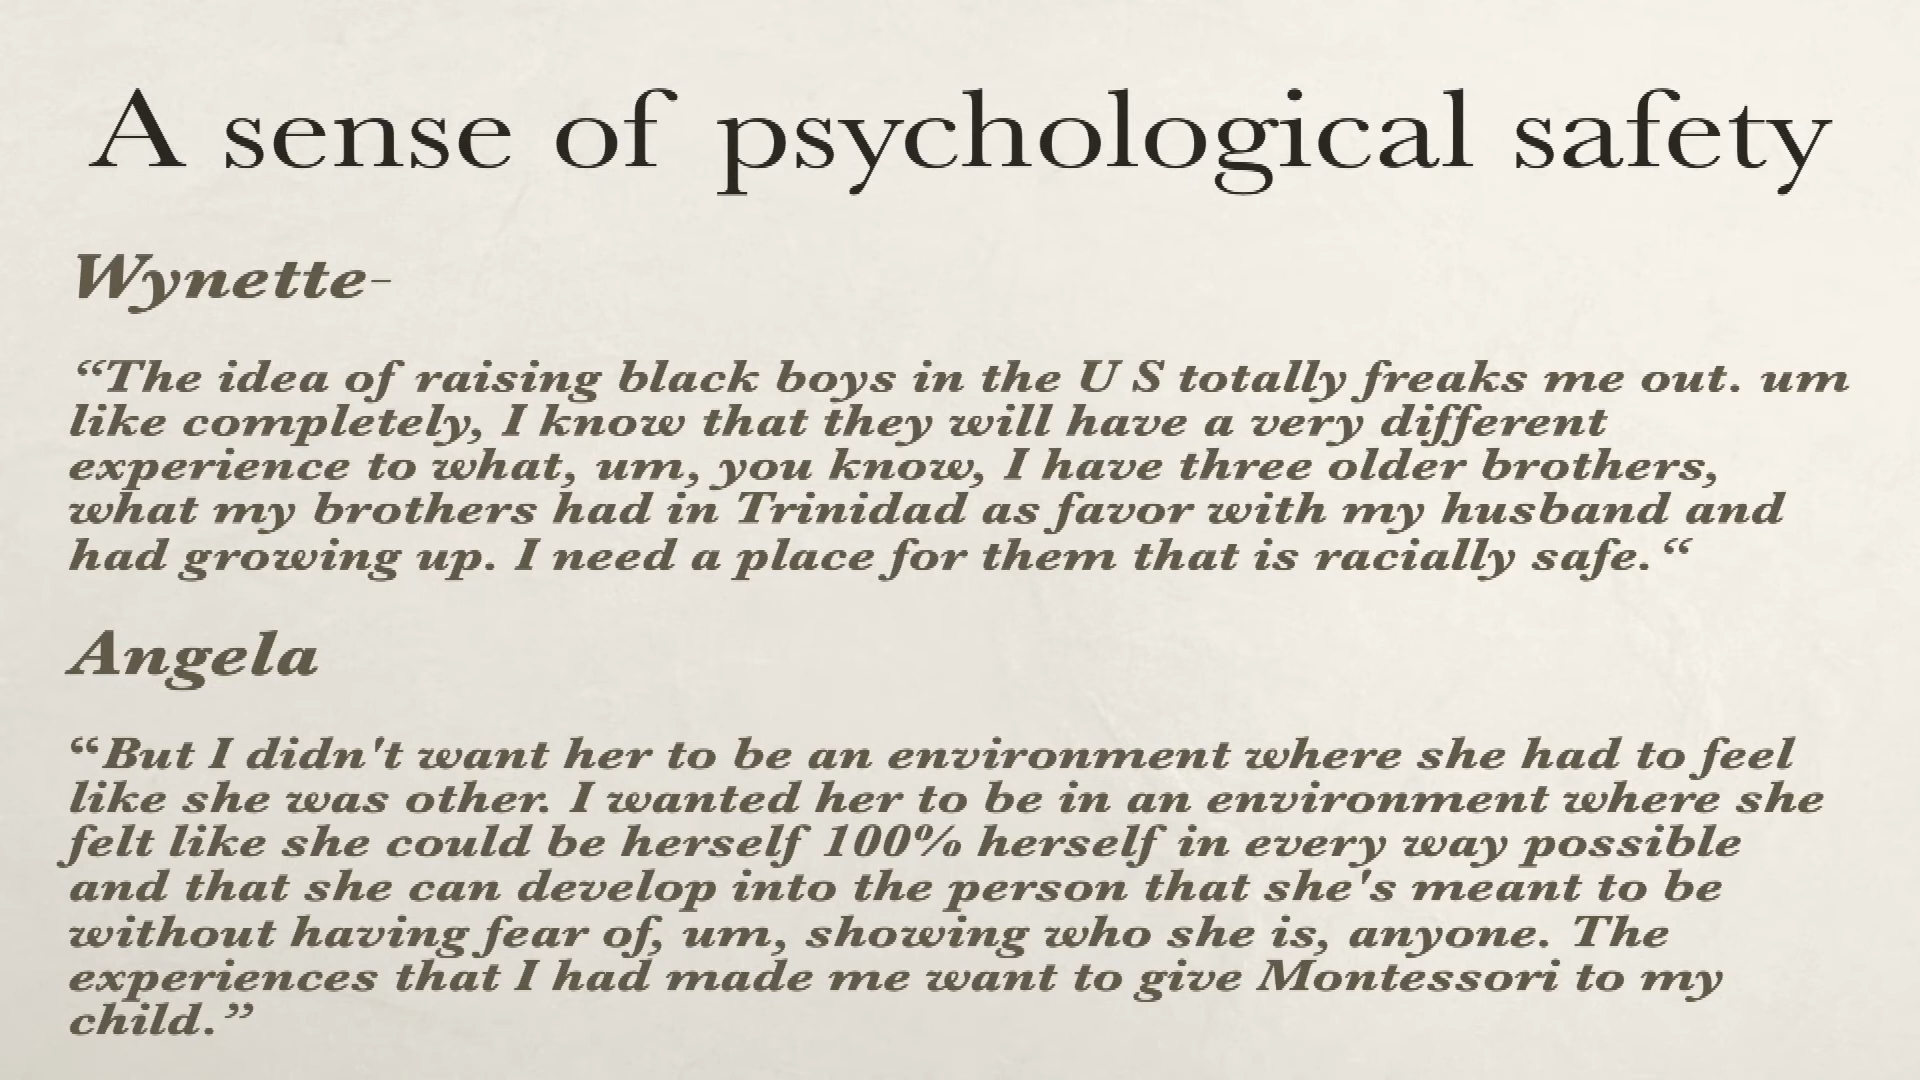 A sense of psychological safety
Wynette-
“The idea of raising black boys in the U S totally freaks me out. um
like completely, I know that they will have a very different
experience to what, um, you know, I have three older brothers,
what my brothers had in Trinidad as favor with my husband and
had growing up. I need a place for them that is racially safe.“
Angela
“But I didn't want her to be an environment where she had to feel
like she was other. I wanted her to be in an environment where she
felt like she could be herself 100% herself in every way possible
and that she can develop into the person that she's meant to be
without having fear of, um, showing who she is, anyone. The
experiences that I had made me want to give Montessori to my
child.”